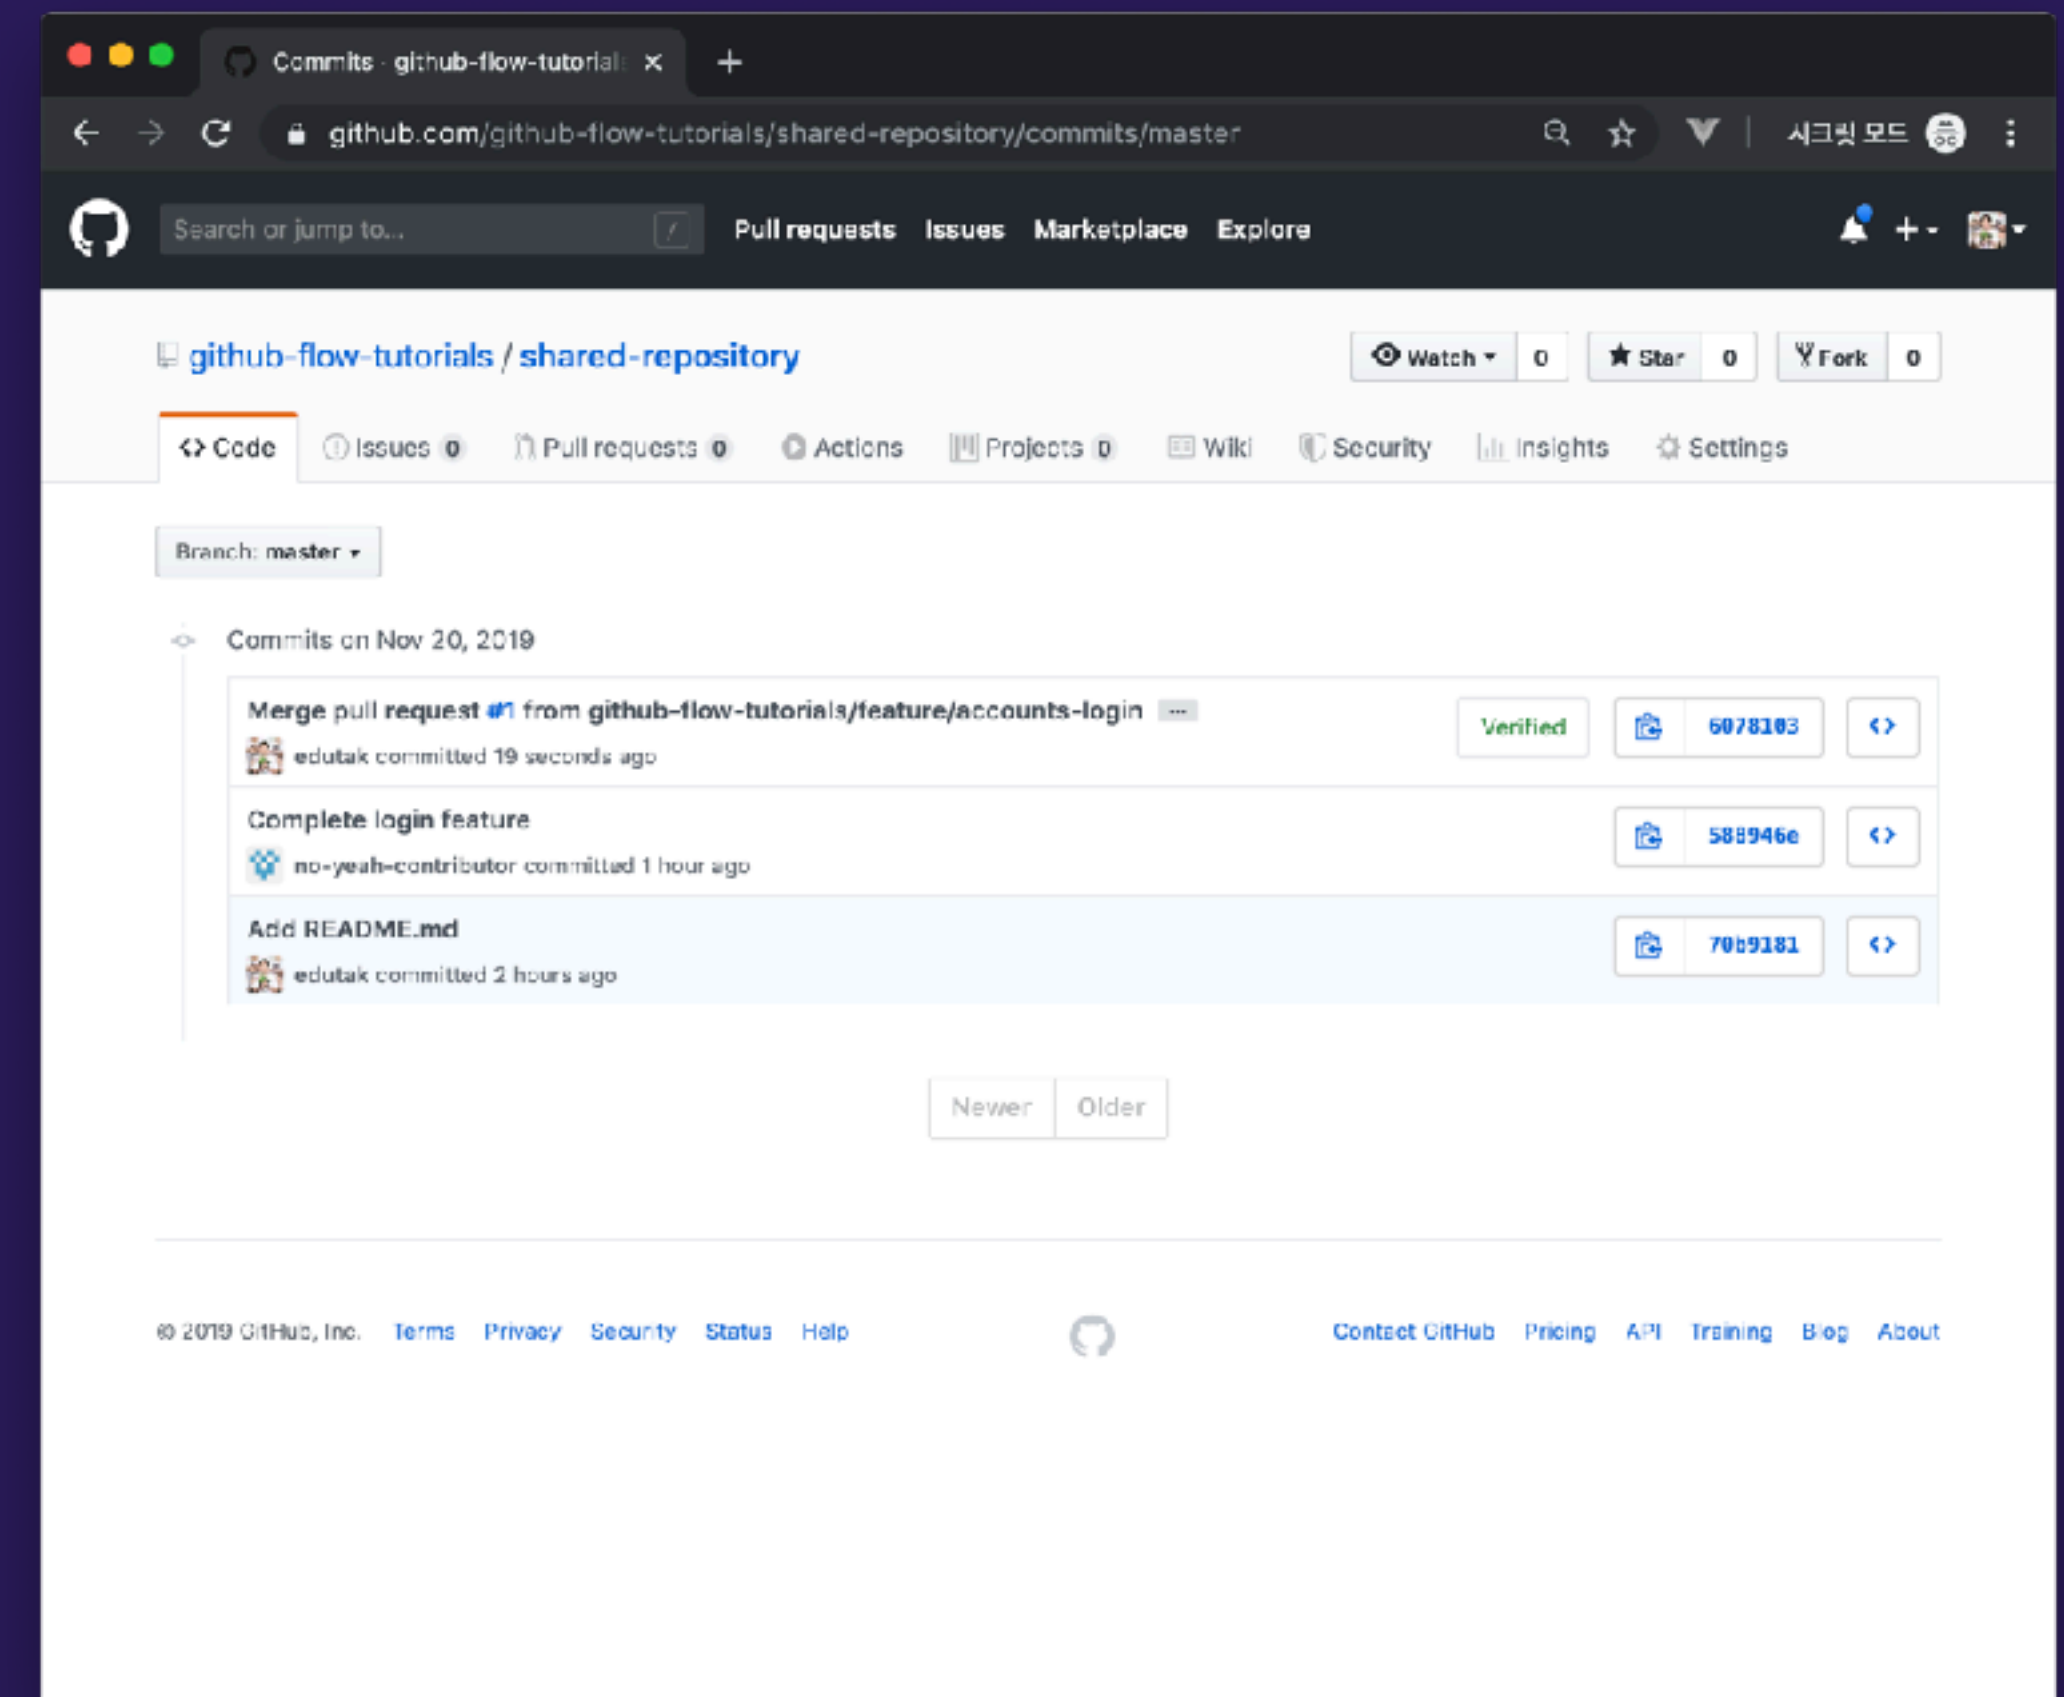 Commits · github-flow-tutorial
github.com/github-flow-tutorials/shared-repository/commits/master 시크릿 모드
Search or jump to... / Pull requests Issues Marketplace Explore
github-flow-tutorials / shared-repository Watch 0 Star 0 Fork 0
Code Issues 0 Pull requests 0 Actions Projects 0 Wiki Security Insights Settings
Branch: master
Commits on Nov 20, 2019
Merge pull request #1 from github-flow-tutorials/feature/accounts-login ... Verified 6078103
edutak committed 19 seconds ago
Complete login feature 588946e
no-yeah-contributor committed 1 hour ago
Add README.md 70b9181
edutak committed 2 hours ago
Newer Older
© 2019 GitHub, Inc. Terms Privacy Security Status Help Contact GitHub Pricing API Training Blog About